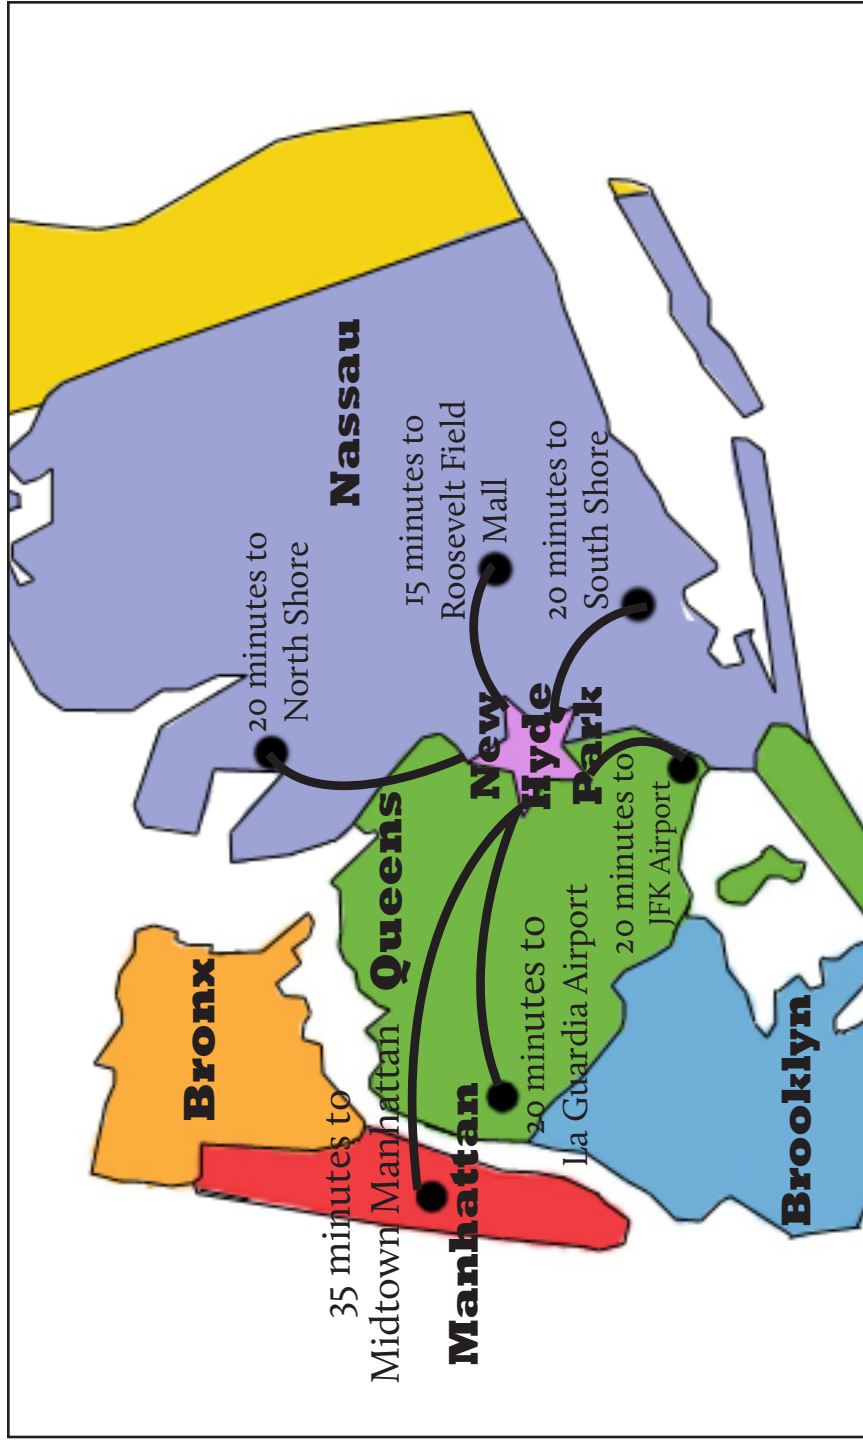 Bronx
35 minutes to
Midtown Manhattan
Manhattan
Queens
20 minutes to
North Shore
Nassau
15 minutes to
Roosevelt Field
Mall
New
Hyde
Park
20 minutes to
South Shore
20 minutes to
La Guardia Airport
20 minutes to
JFK Airport
Brooklyn